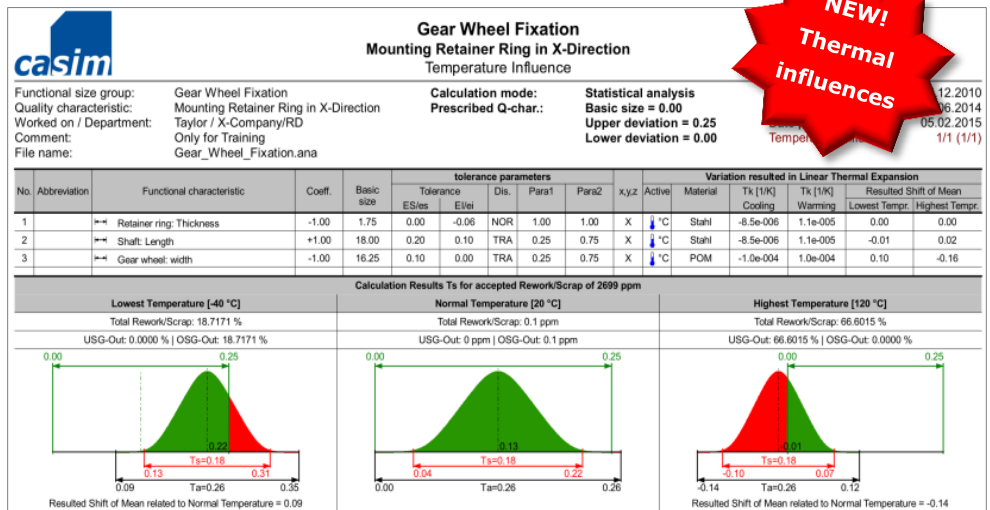 casim
Gear Wheel Fixation
Mounting Retainer Ring in X-Direction
Temperature Influence
NEW!
Thermal
influences
Functional size group: Gear Wheel Fixation Calculation mode: Statistical analysis 12.2010
Quality characteristic: Mounting Retainer Ring in X-Direction Prescribed Q-char.: Basic size = 0.00 06.2014
Worked on / Department: Taylor / X-Company/RD Upper deviation = 0.25 05.02.2015
Comment: Only for Training Lower deviation = 0.00 1/1 (1/1)
File name: Gear_Wheel_Fixation.ana
tolerance parameters Variation resulted in Linear Thermal Expansion
No. Abbreviation Functional characteristic Coeff. Basic size Tolerance Dis. Para1 Para2 x,y,z Active Material Tk [1/K] Tk [1/K] Resulted Shift of Mean
ES/es EI/ei Cooling Warming Lowest Tempr. Highest Tempr.
1 Retainer ring: Thickness -1.00 1.75 0.00 -0.06 NOR 1.00 1.00 X °C Stahl -8.5e-006 1.1e-005 0.00 0.00
2 Shaft: Length +1.00 18.00 0.20 0.10 TRA 0.25 0.75 X °C Stahl -8.5e-006 1.1e-005 -0.01 0.02
3 Gear wheel: width -1.00 16.25 0.10 0.00 TRA 0.25 0.75 X °C POM -1.0e-004 1.0e-004 0.10 -0.16
Calculation Results Ts for accepted Rework/Scrap of 2699 ppm
Lowest Temperature [-40 °C] Normal Temperature [20 °C] Highest Temperature [120 °C]
Total Rework/Scrap: 18.7171 % Total Rework/Scrap: 0.1 ppm Total Rework/Scrap: 66.6015 %
USG-Out: 0.0000 % | OSG-Out: 18.7171 % USG-Out: 0 ppm | OSG-Out: 0.1 ppm USG-Out: 66.6015 % | OSG-Out: 0.0000 %
0.00 0.25 0.00 0.25 0.00 0.25
0.22 0.13 -0.01
Ts=0.18 Ts=0.18 Ts=0.18
0.13 0.31 0.04 0.22 -0.10 0.07
0.09 Ta=0.26 0.35 0.00 Ta=0.26 0.26 -0.14 Ta=0.26 0.12
Resulted Shift of Mean related to Normal Temperature = 0.09 Resulted Shift of Mean related to Normal Temperature = -0.14